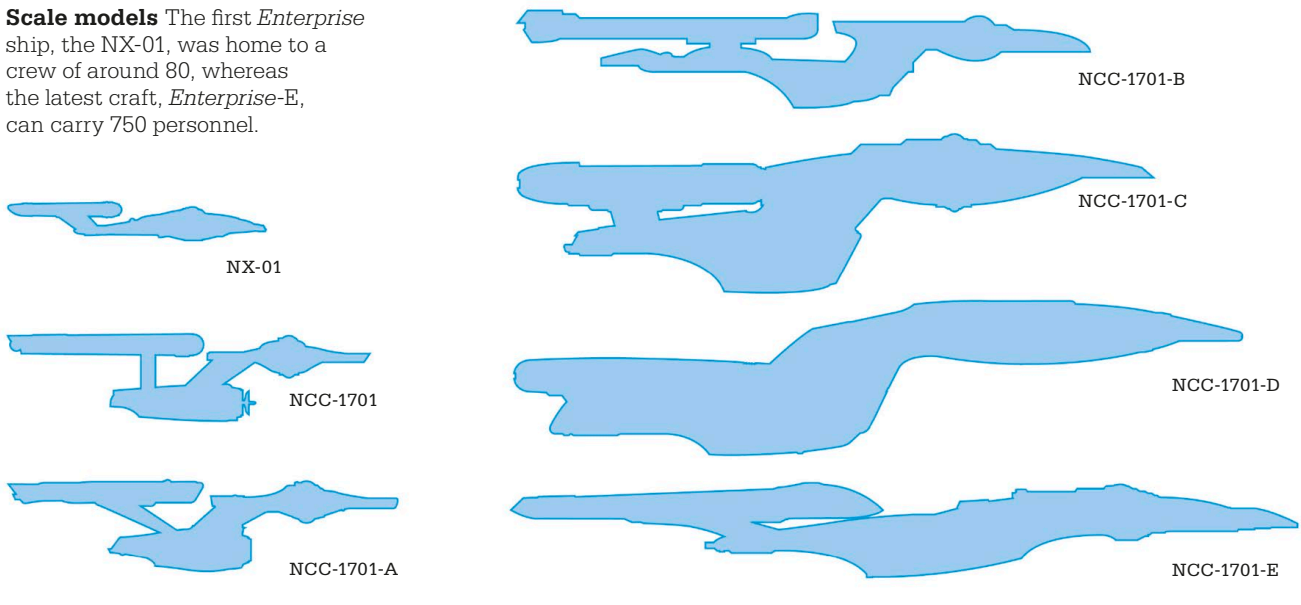 Scale models The first Enterprise
ship, the NX-01, was home to a
crew of around 80, whereas
the latest craft, Enterprise-E,
can carry 750 personnel.
NX-01
NCC-1701
NCC-1701-A
NCC-1701-B
NCC-1701-C
NCC-1701-D
NCC-1701-E